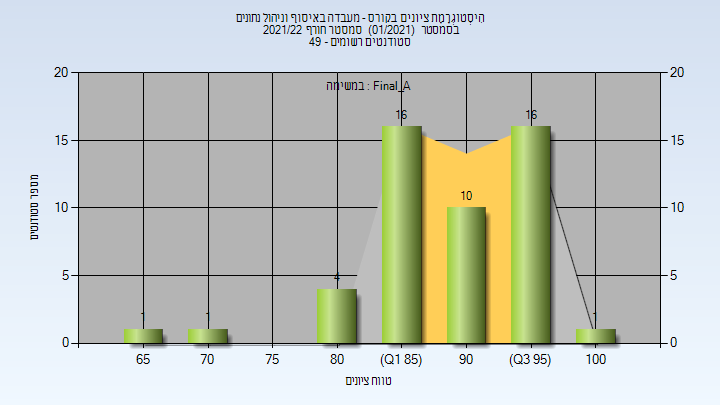 היסטוגרמת ציונים בקורס - מעבדה באיסוף וניהול נתונים
בסמסטר (01/2021) סמסטר חורף 2021/22
סטודנטים רשומים - 49
במשימה : Final_A
20
20
15
15
10
10
5
5
0
0
1
1
4
16
10
16
1
מספר סטודנטים
65
70
75
80
(Q1 85)
90
(Q3 95)
100
טווח ציונים